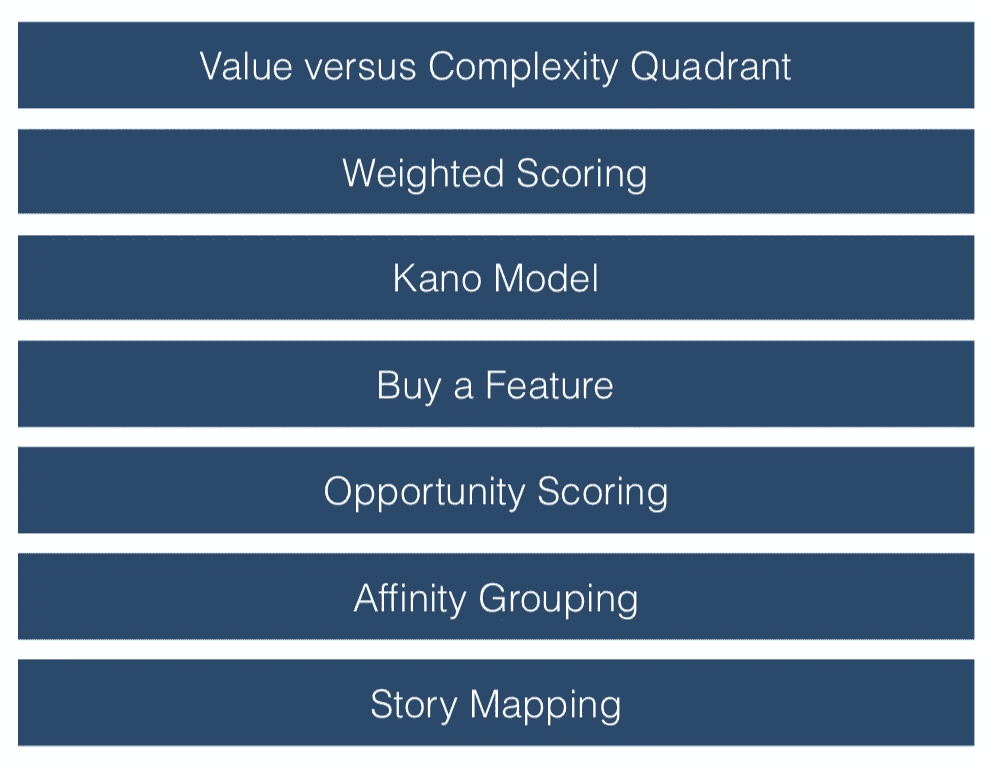 Value versus Complexity Quadrant
Weighted Scoring
Kano Model
Buy a Feature
Opportunity Scoring
Affinity Grouping
Story Mapping